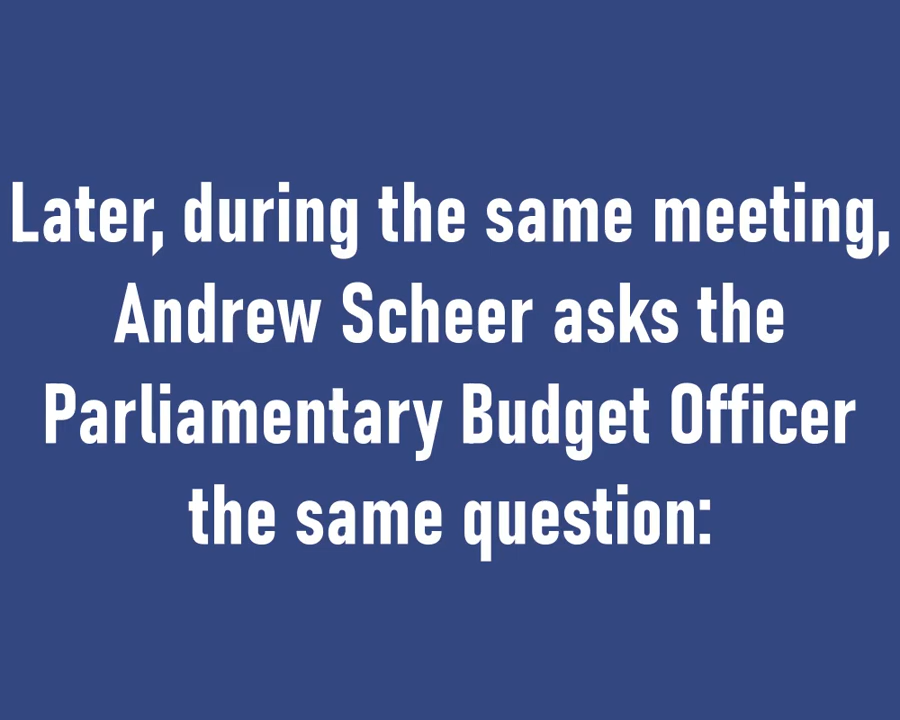 Later, during the same meeting,
Andrew Scheer asks the
Parliamentary Budget Officer
the same question: